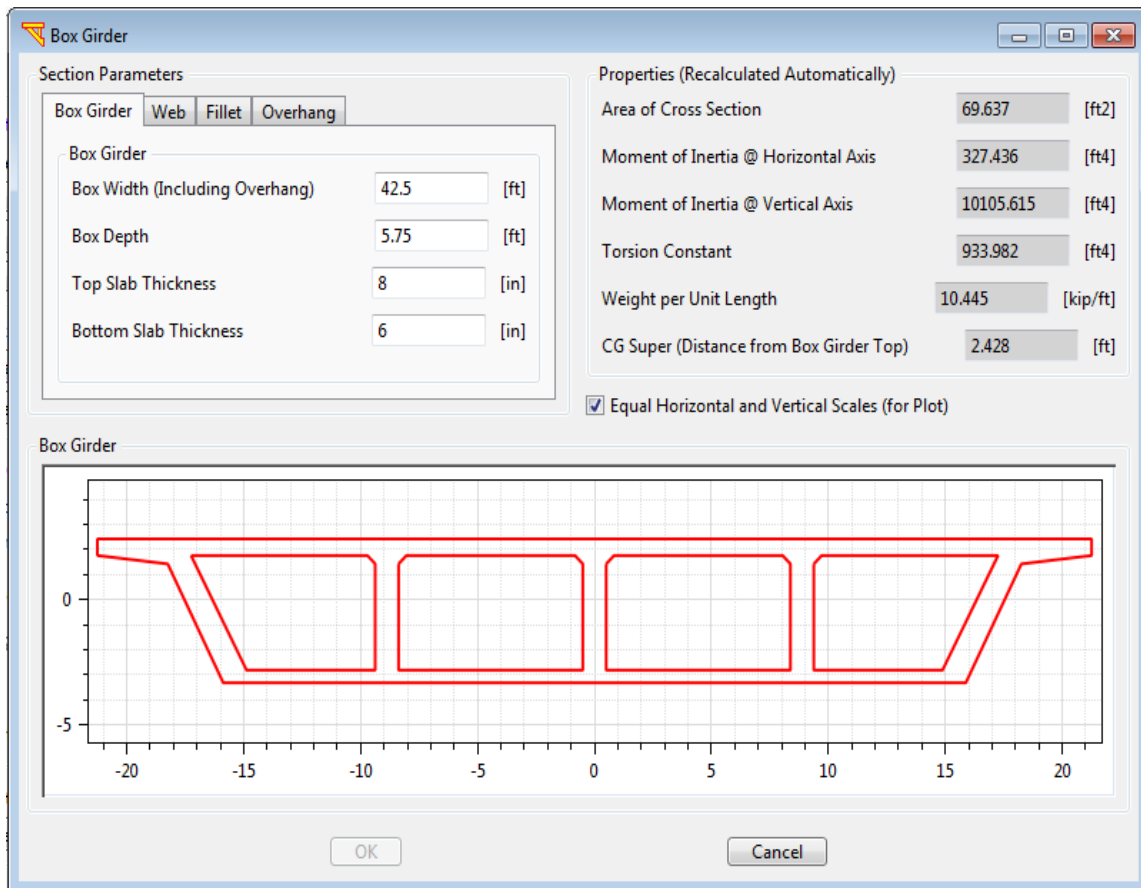 Box Girder
Section Parameters
Box Girder Web Fillet Overhang
Box Girder
Box Width (Including Overhang) 42.5 [ft]
Box Depth 5.75 [ft]
Top Slab Thickness 8 [in]
Bottom Slab Thickness 6 [in]
Properties (Recalculated Automatically)
Area of Cross Section 69.637 [ft2]
Moment of Inertia @ Horizontal Axis 327.436 [ft4]
Moment of Inertia @ Vertical Axis 10105.615 [ft4]
Torsion Constant 933.982 [ft4]
Weight per Unit Length 10.445 [kip/ft]
CG Super (Distance from Box Girder Top) 2.428 [ft]
Equal Horizontal and Vertical Scales (for Plot)
Box Girder
0
-5
-20 -15 -10 -5 0 5 10 15 20
OK Cancel